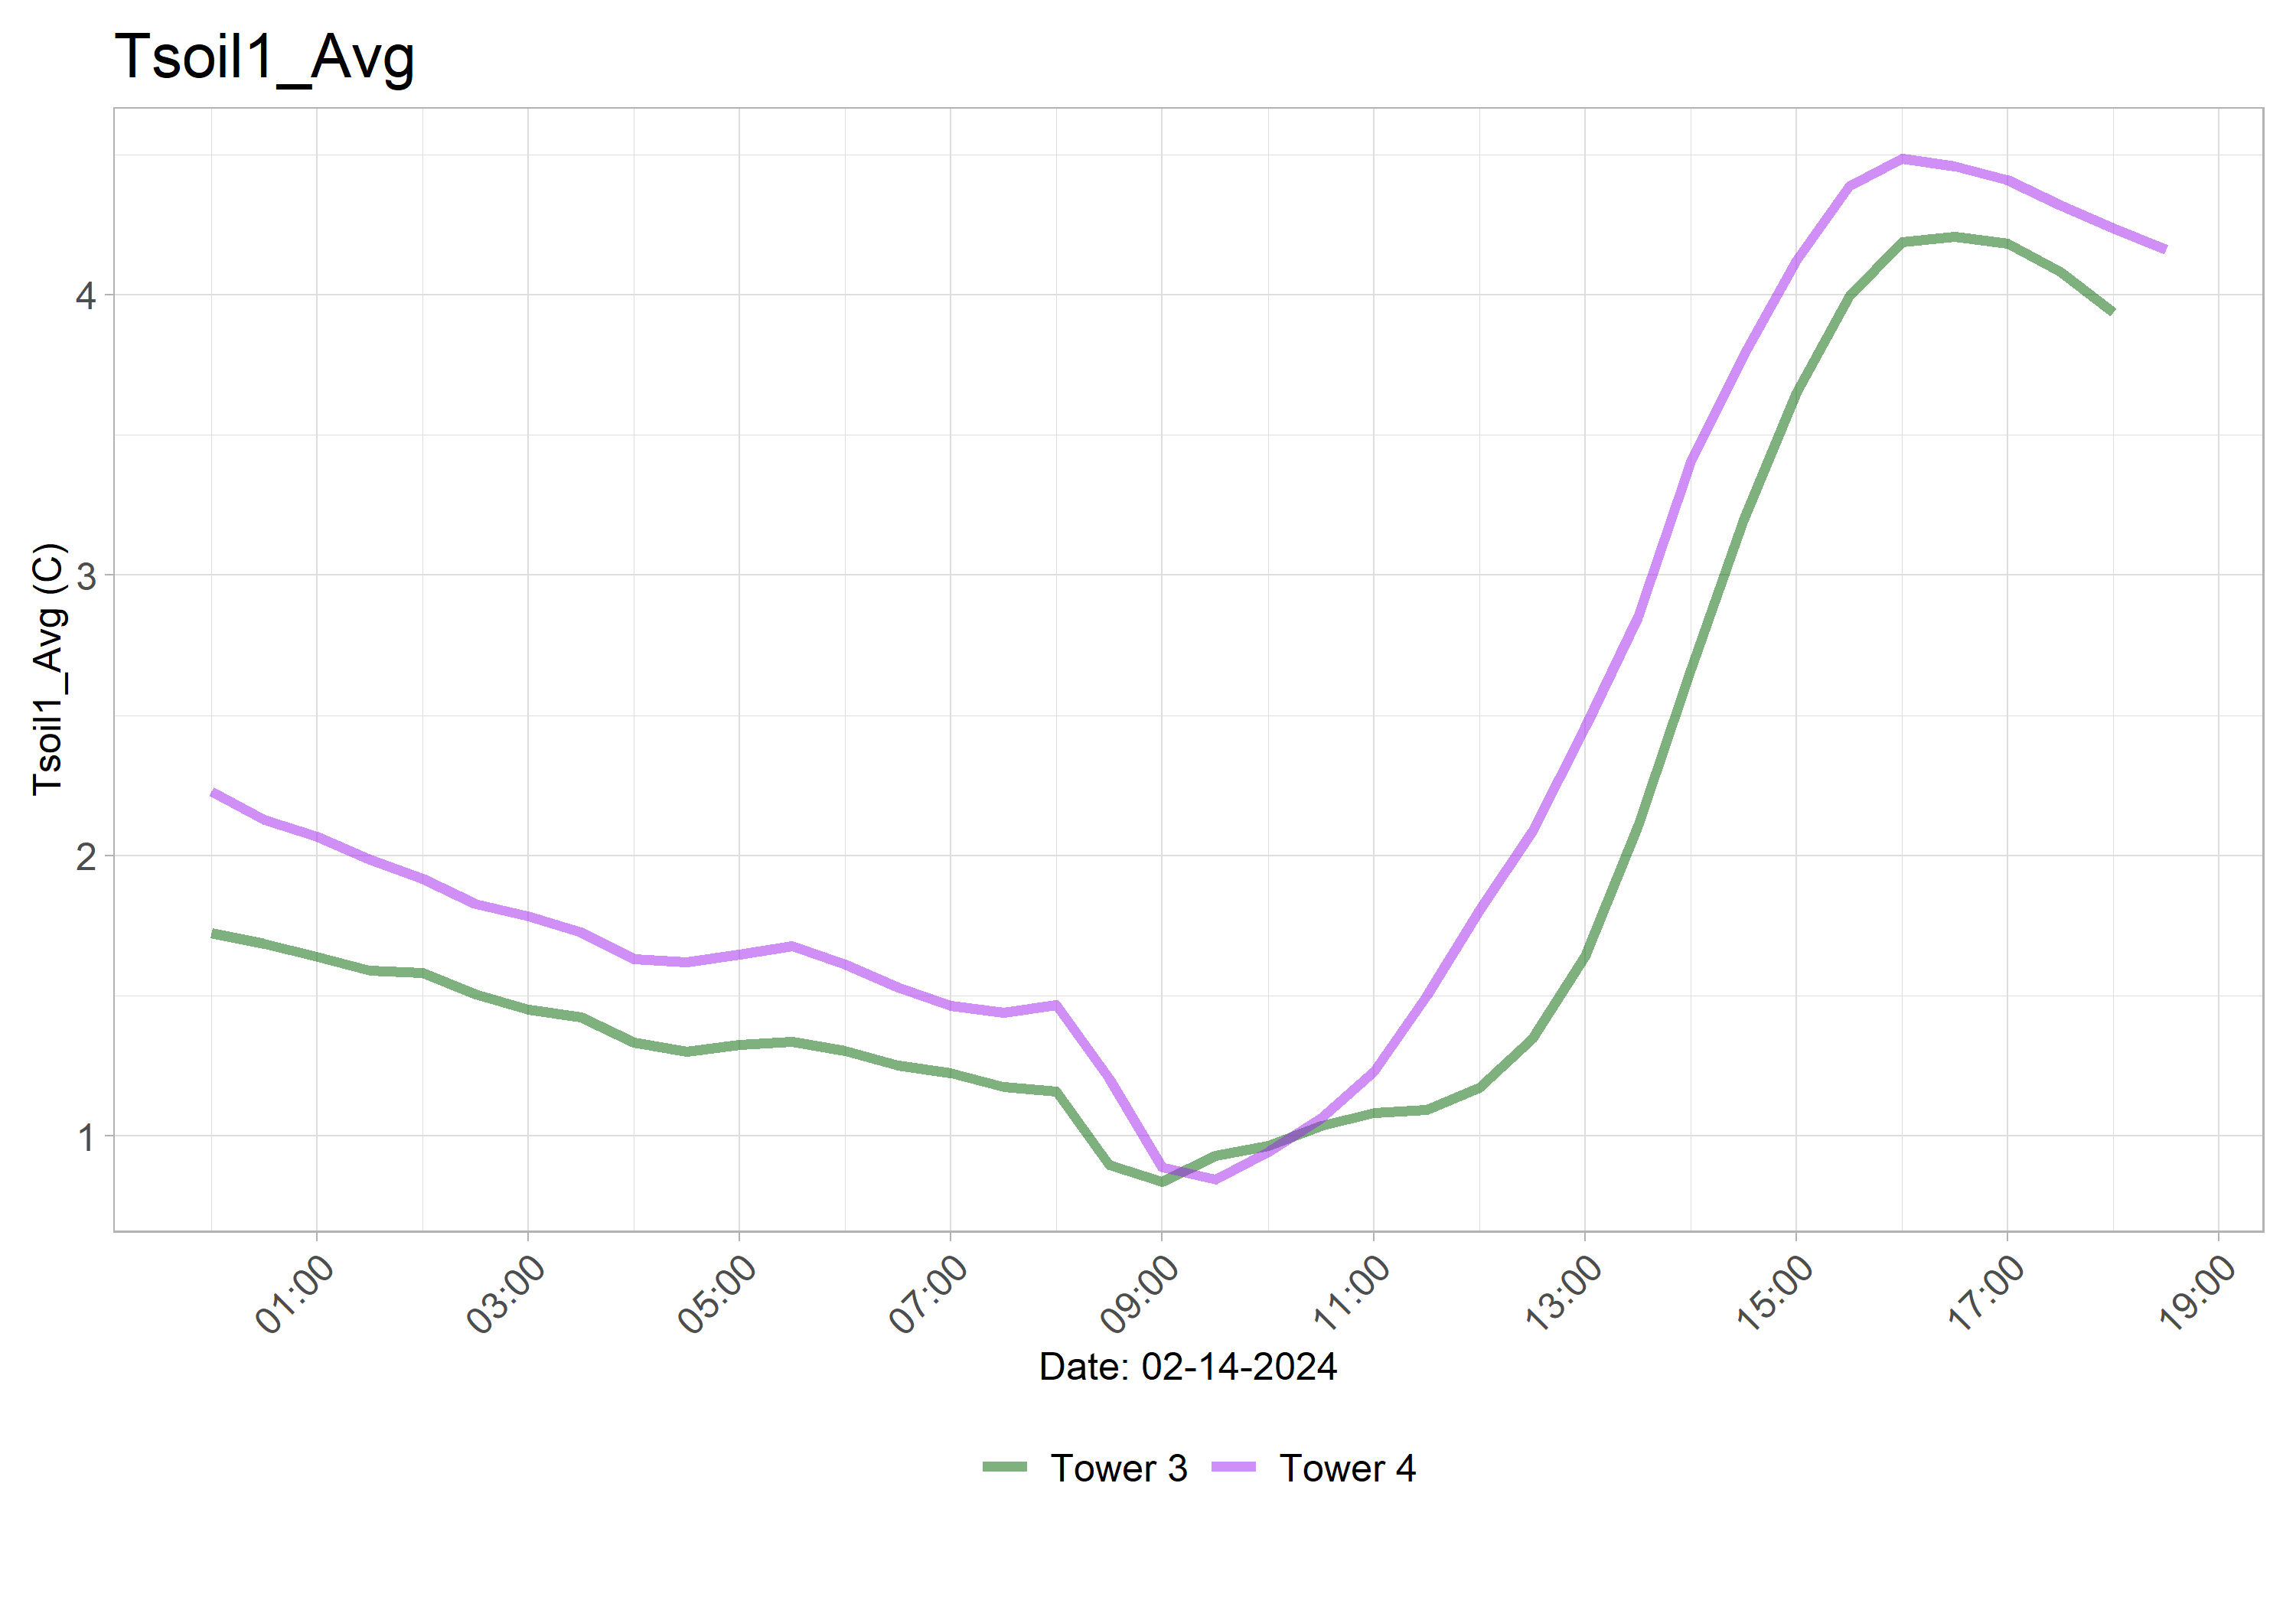 Tsoil1_Avg
Tsoil1_Avg (C)
4
3
2
1
01:00 03:00 05:00 07:00 09:00 11:00 13:00 15:00 17:00 19:00
Date: 02-14-2024
Tower 3 Tower 4